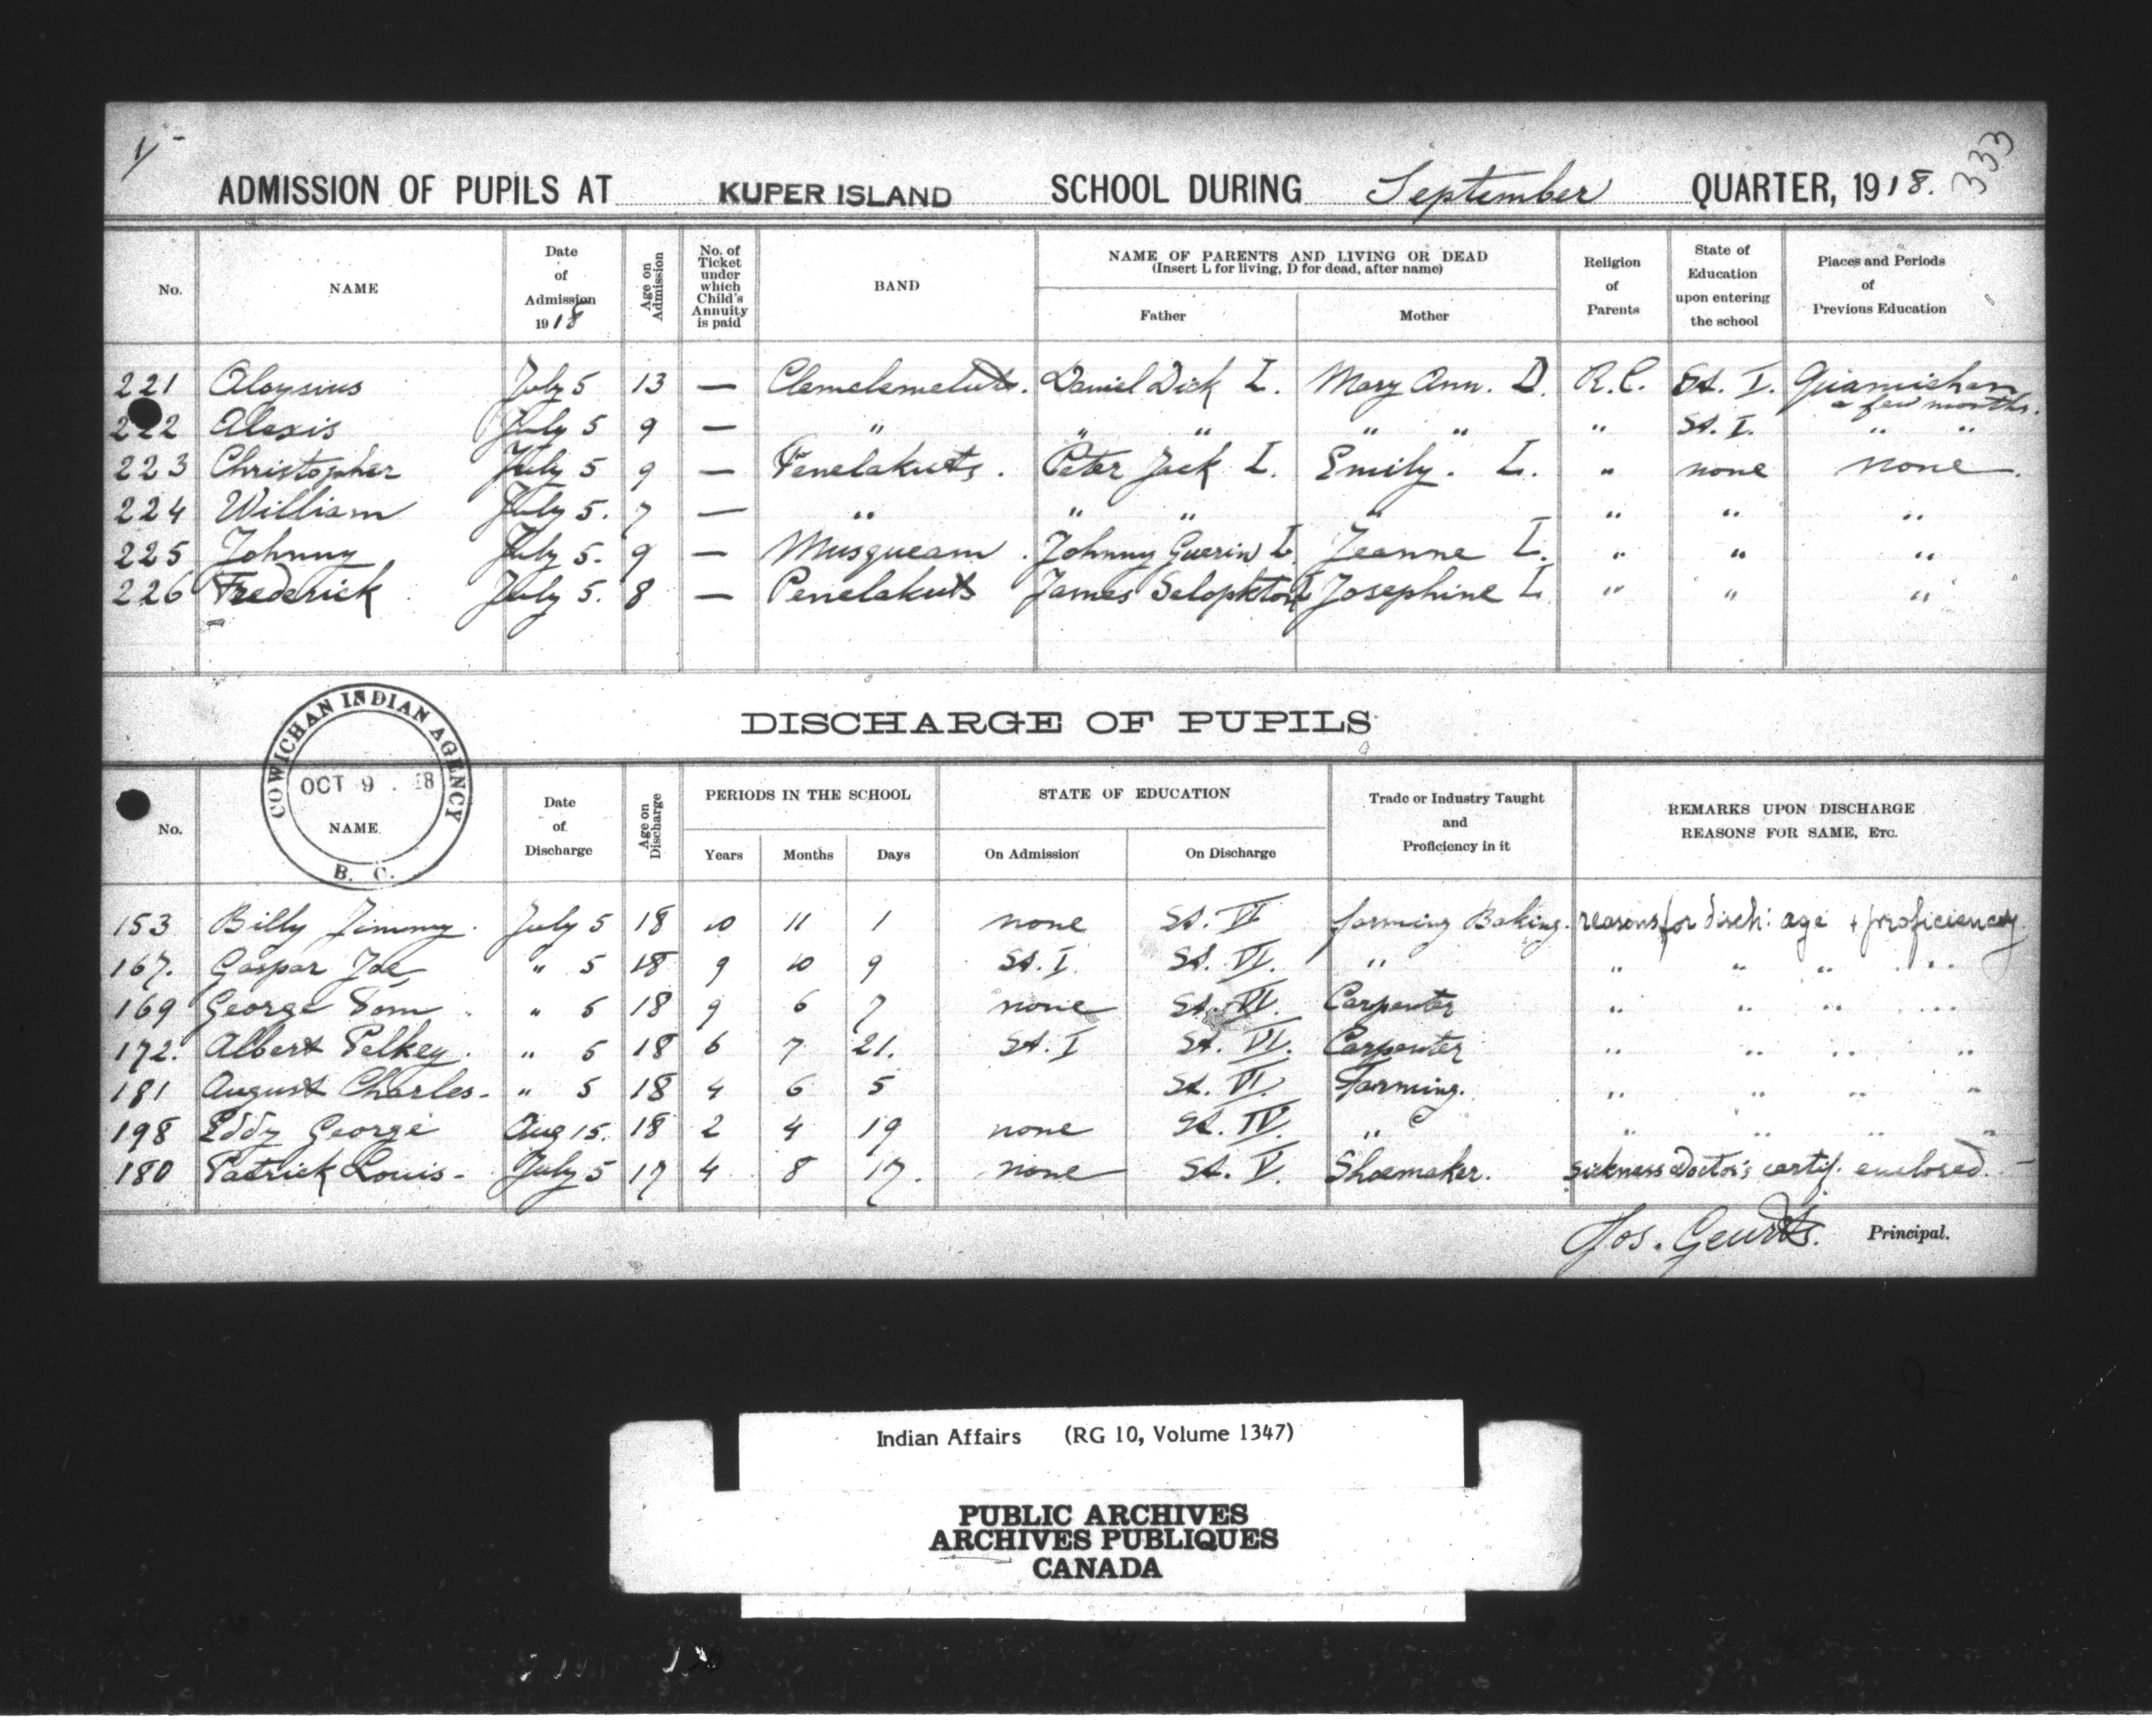 1/-
333
ADMISSION OF PUPILS AT KUPER ISLAND SCHOOL DURING September QUARTER, 1918.
No. NAME Date of Admission 1918 Age on Admission No. of Ticket under which Child's Annuity is paid BAND NAME OF PARENTS AND LIVING OR DEAD (Insert L for living, D for dead, after name) Father Mother Religion of Parents State of Education upon entering the school Places and Periods of Previous Education
221 Aloysius July 5 13 — Clemclemeluts. Daniel Dick L. Mary Ann. D. R.C. St. I. Quamichan a few months.
222 Alexis July 5 9 — " " " " " " St. I. " "
223 Christopher July 5 9 — Penelakuts. Peter Jack L. Emily. L. " none none.
224 William July 5. 7 — " " " " " " "
225 Johnny July 5. 9 — Musqueam. Johnny Guerin L. Jeanne L. " " "
226 Frederick July 5. 8 — Penelakuts James L Josephine L. " " "
DISCHARGE OF PUPILS
COWICHAN INDIAN AGENCY
OCT 9 . 18
B. C.
No. NAME Date of Discharge Age on Discharge PERIODS IN THE SCHOOL Years Months Days STATE OF EDUCATION On Admission On Discharge Trade or Industry Taught and Proficiency in it REMARKS UPON DISCHARGE REASONS FOR SAME, ETC.
153 Billy Jimmy. July 5 18 10 11 1 none St. VI farming Baking. reasons for disch: age + proficiency.
167. Gaspar Joe " 5 18 9 10 9 St. I. St. VI. " " " " "
169 George Tom " 5 18 9 6 7 none St. VI. Carpenter " " " "
172. Albert Pelkey. " 5 18 6 7 21. St. I St. VI. Carpenter " " " "
181 August Charles. " 5 18 4 6 5 St. VI. Farming. " " " "
198 Eddy George Aug 15. 18 2 4 19 none St. IV. " " " " "
180 Patrick Louis. July 5 17 4 8 17. none St. V. Shoemaker. Sickness Doctor's certif. enclosed. —
Jos. Geurts. Principal.
Indian Affairs (RG 10, Volume 1347)
PUBLIC ARCHIVES
ARCHIVES PUBLIQUES
CANADA